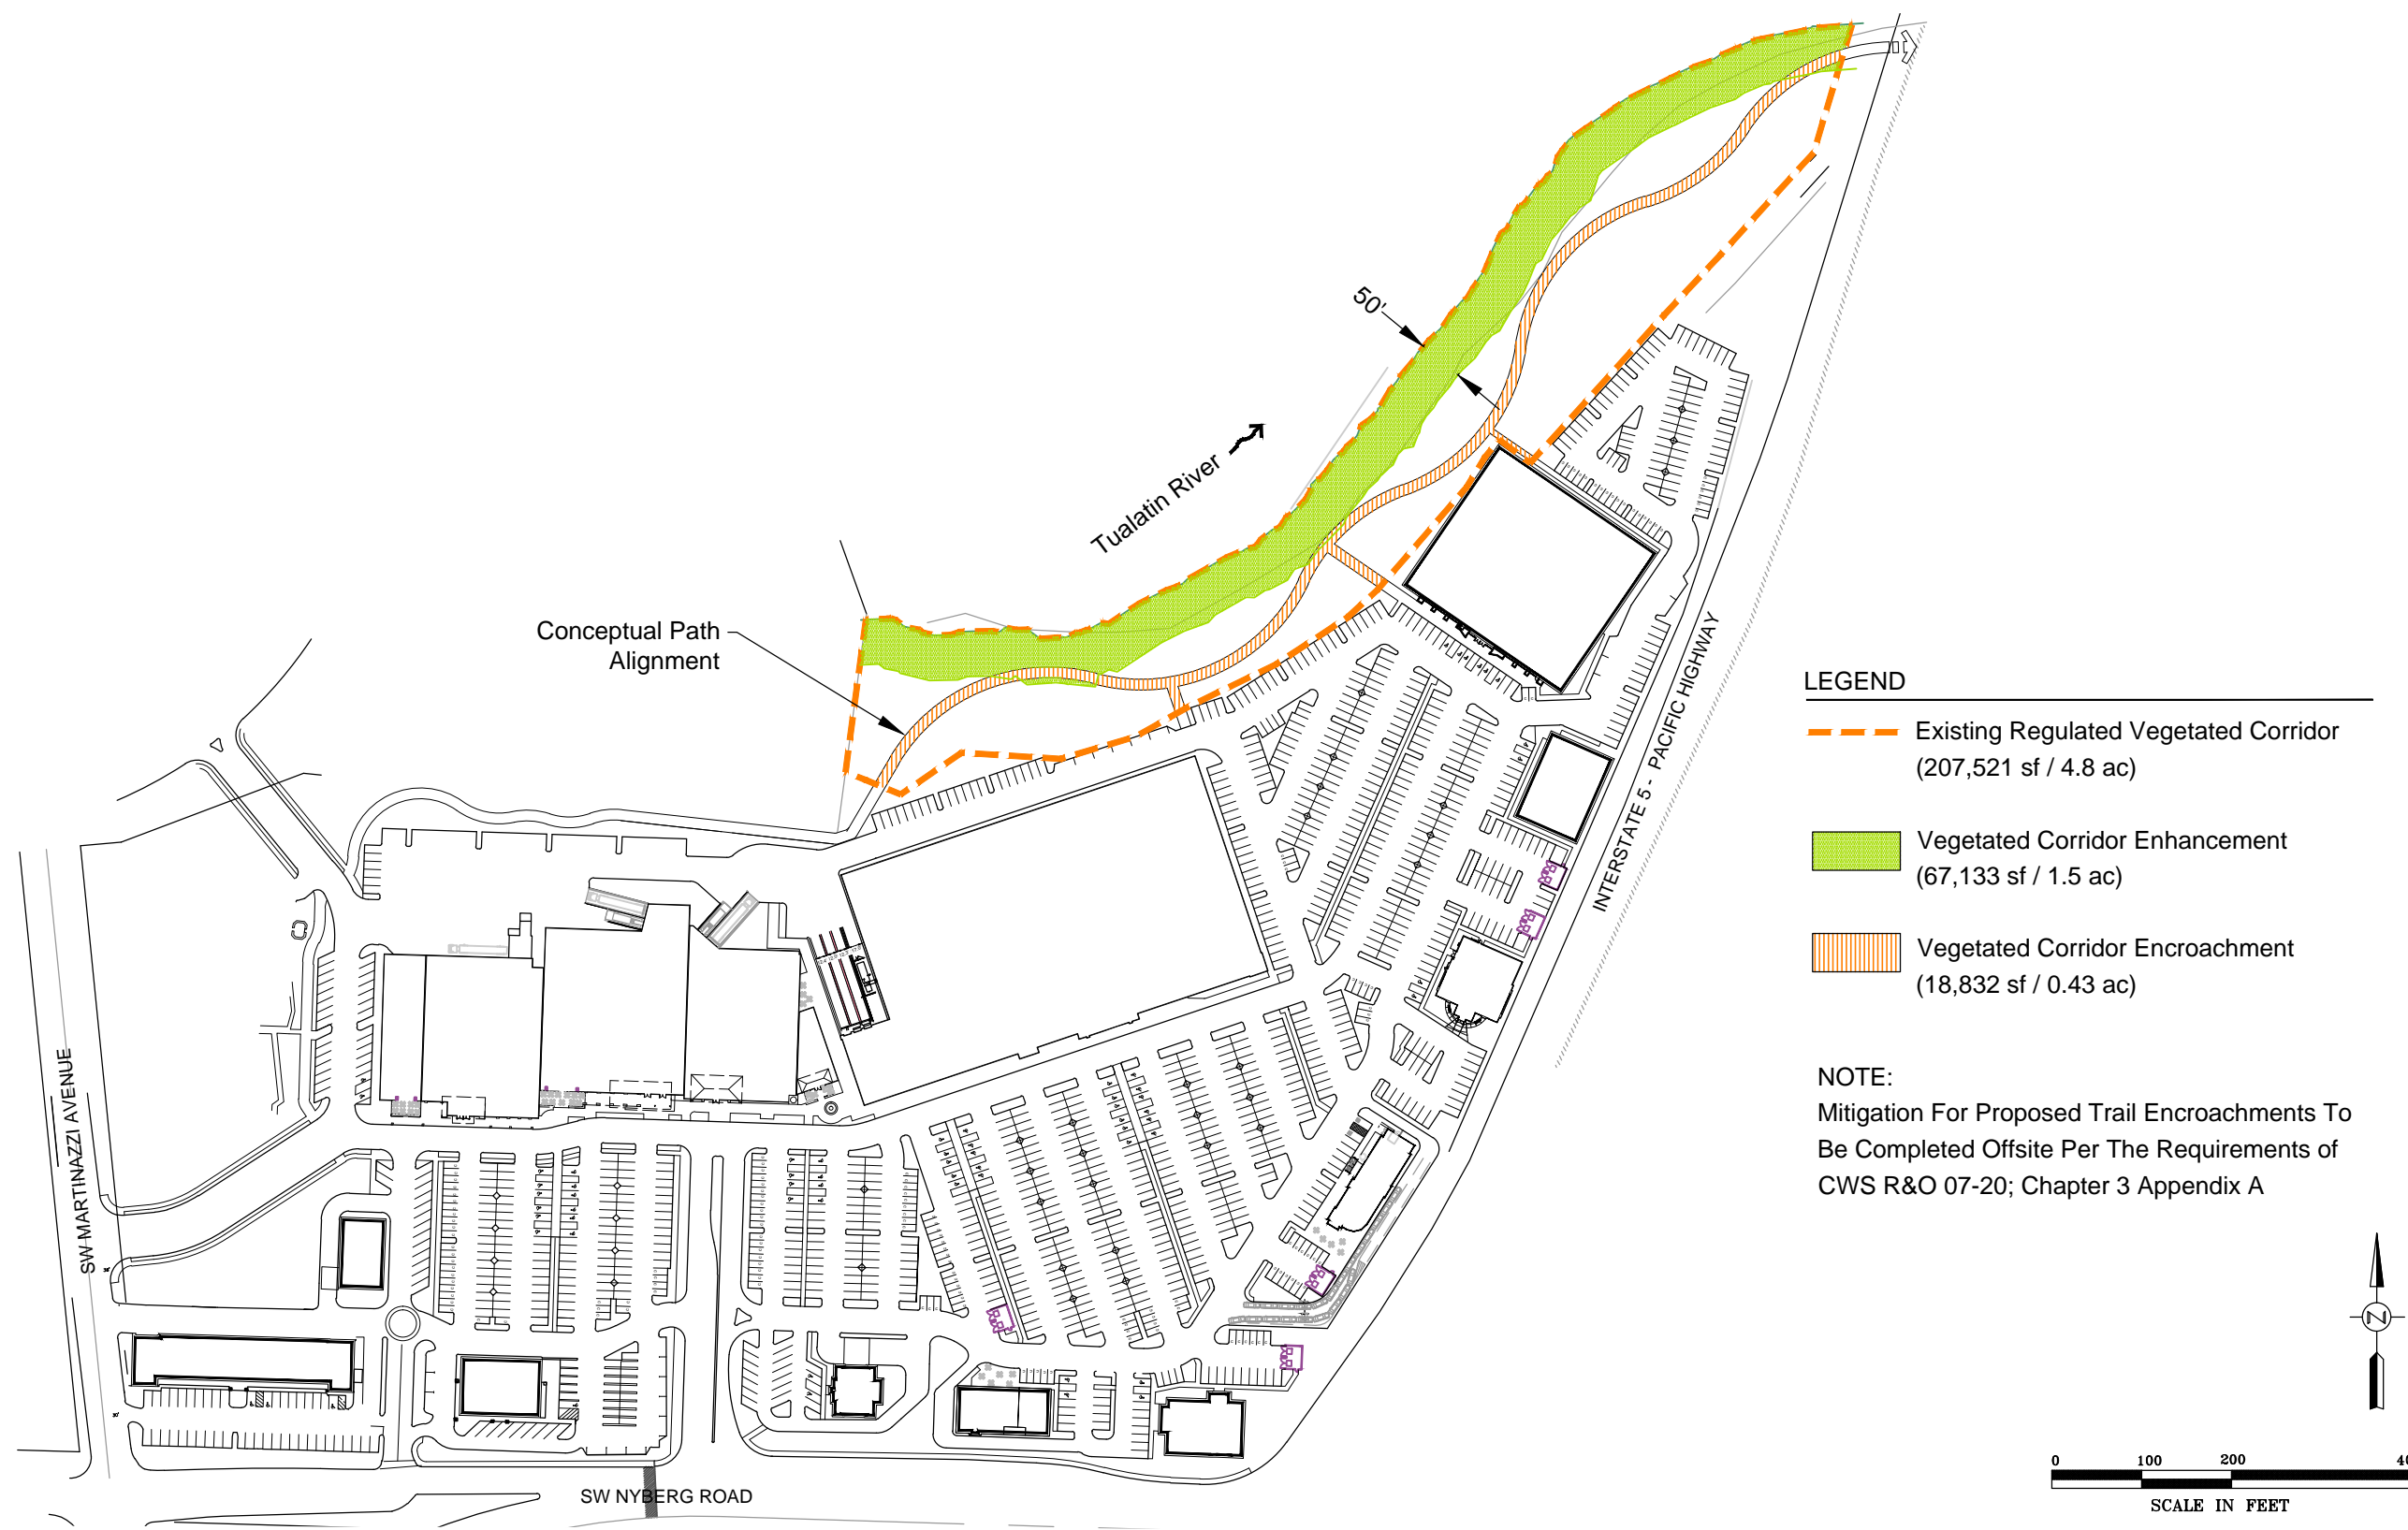 50'
Tualatin River
Conceptual Path
Alignment
INTERSTATE 5 - PACIFIC HIGHWAY
LEGEND
Existing Regulated Vegetated Corridor
(207,521 sf / 4.8 ac)
Vegetated Corridor Enhancement
(67,133 sf / 1.5 ac)
Vegetated Corridor Encroachment
(18,832 sf / 0.43 ac)
NOTE:
Mitigation For Proposed Trail Encroachments To
Be Completed Offsite Per The Requirements of
CWS R&O 07-20; Chapter 3 Appendix A
SW MARTINAZZI AVENUE
SW NYBERG ROAD
Z
0 100 200
SCALE IN FEET